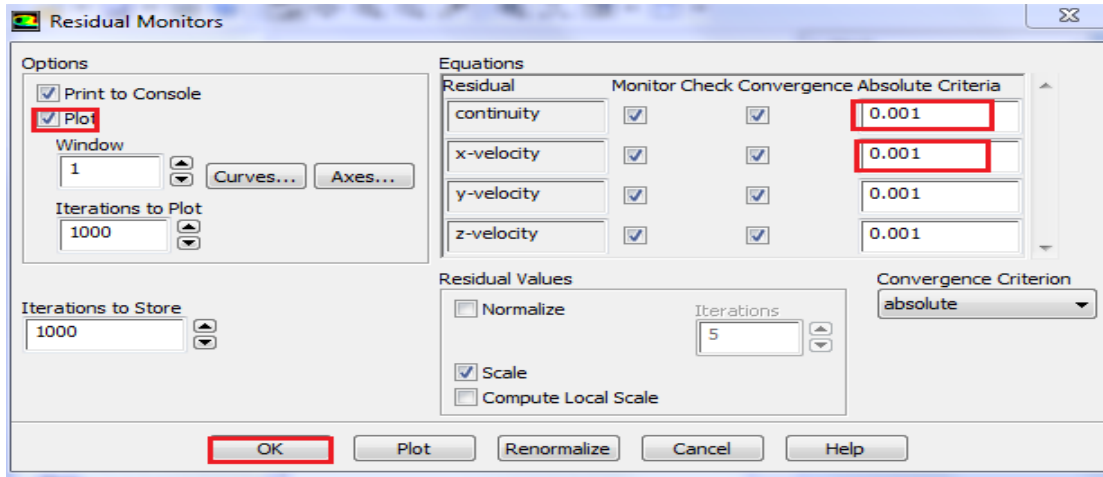 Residual Monitors
Options
Print to Console
Plot
Window
1
Curves... Axes...
Iterations to Plot
1000
Iterations to Store
1000
Equations
Residual Monitor Check Convergence Absolute Criteria
continuity 0.001
x-velocity 0.001
y-velocity 0.001
z-velocity 0.001
Residual Values
Normalize Iterations
5
Scale
Compute Local Scale
Convergence Criterion
absolute
OK Plot Renormalize Cancel Help